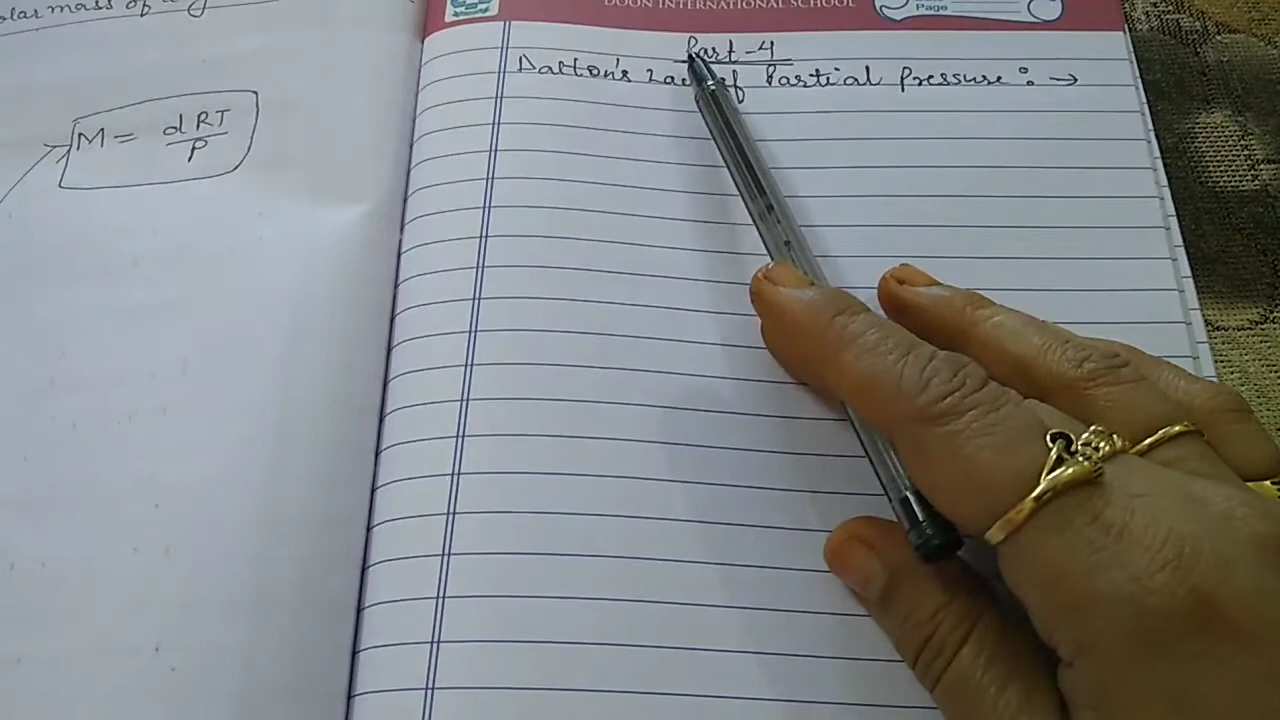 olar mass of a g
M = dRT
P
DOON INTERNATIONAL SCHOOL
Page
Part-4
Dalton's Law of Partial Pressure :→